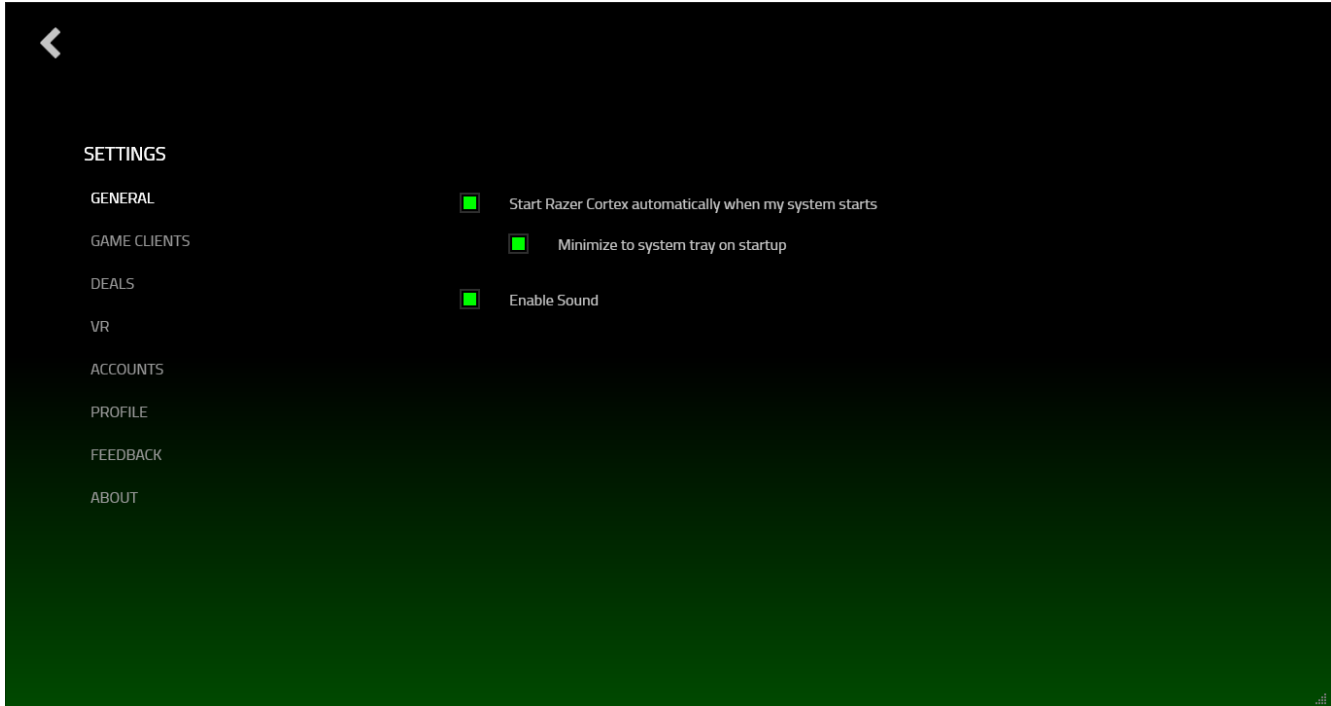 SETTINGS
GENERAL
GAME CLIENTS
DEALS
VR
ACCOUNTS
PROFILE
FEEDBACK
ABOUT
Start Razer Cortex automatically when my system starts
Minimize to system tray on startup
Enable Sound